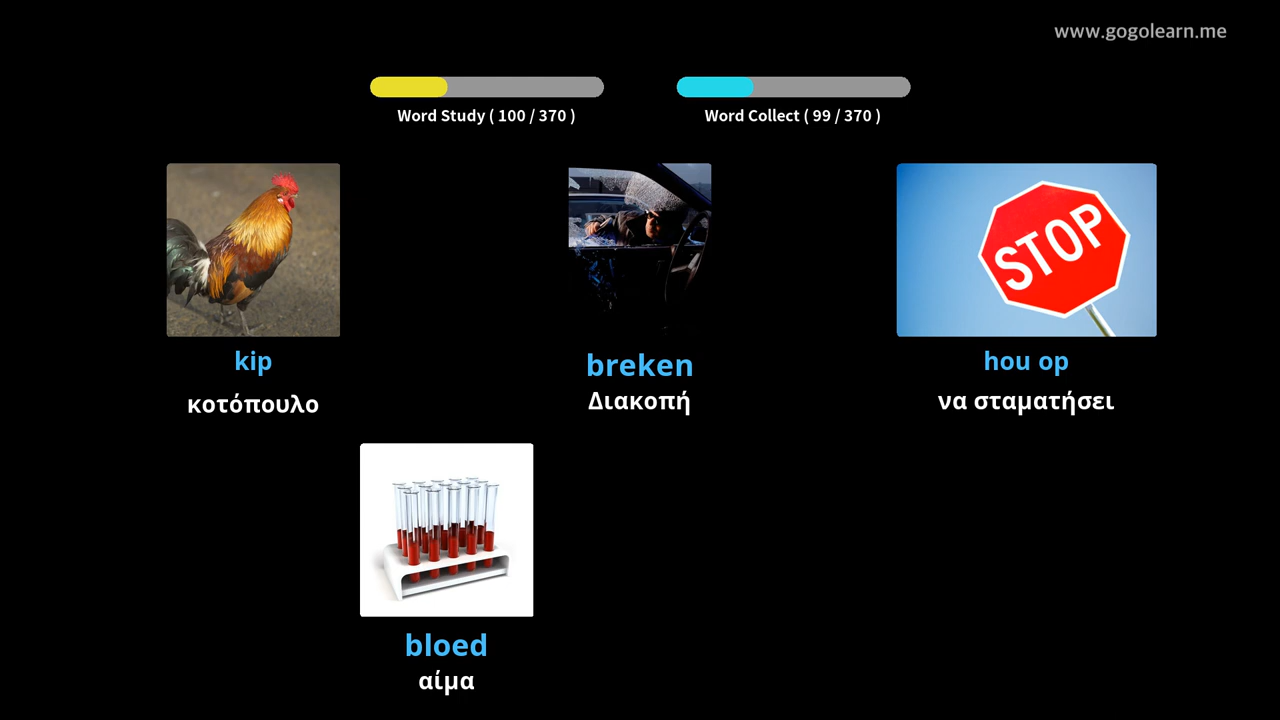 www.gogolearn.me
Word Study ( 100 / 370 )
Word Collect ( 99 / 370 )
STOP
kip
breken
hou op
κοτόπουλο
Διακοπή
να σταματήσει
bloed
αίμα